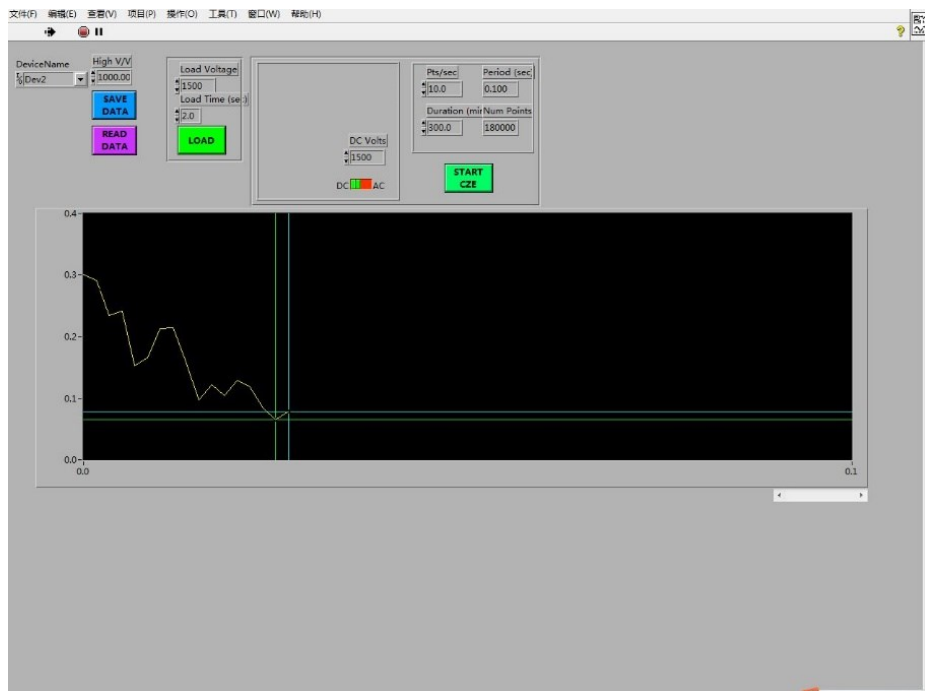 文件(F) 编辑(E) 查看(V) 项目(P) 操作(O) 工具(T) 窗口(W) 帮助(H)
?
DeviceName
Dev2
High V/V
1000.00
SAVE
DATA
READ
DATA
Load Voltage
1500
Load Time (sec)
2.0
LOAD
DC Volts
1500
DC AC
Pts/sec
10.0
Period (sec
0.100
Duration (mir
300.0
Num Points
180000
START
CZE
0.4
0.3
0.2
0.1
0.0
0.0 0.1